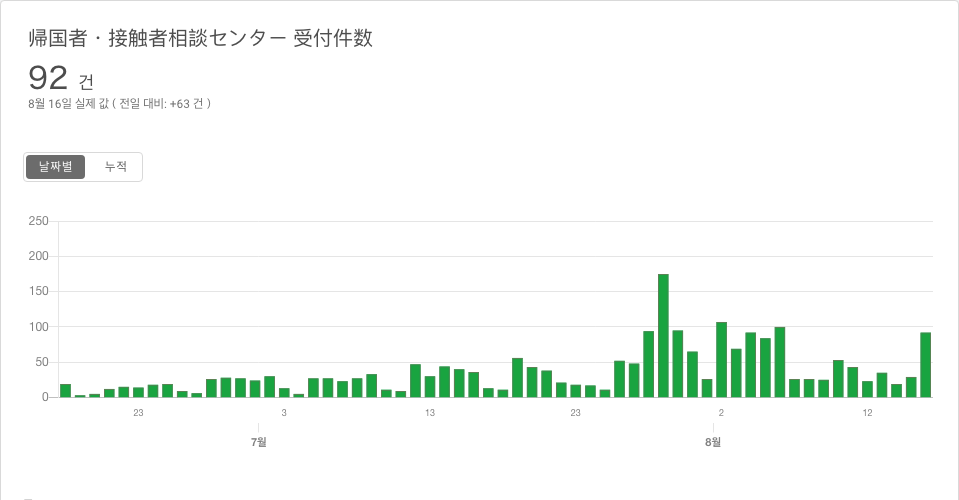 帰国者・接触者相談センター 受付件数
92 건
8월 16일 실제 값 ( 전일 대비: +63 건 )
날짜별 누적
250
200
150
100
50
0
23 3 13 23 2 12
7월 8월